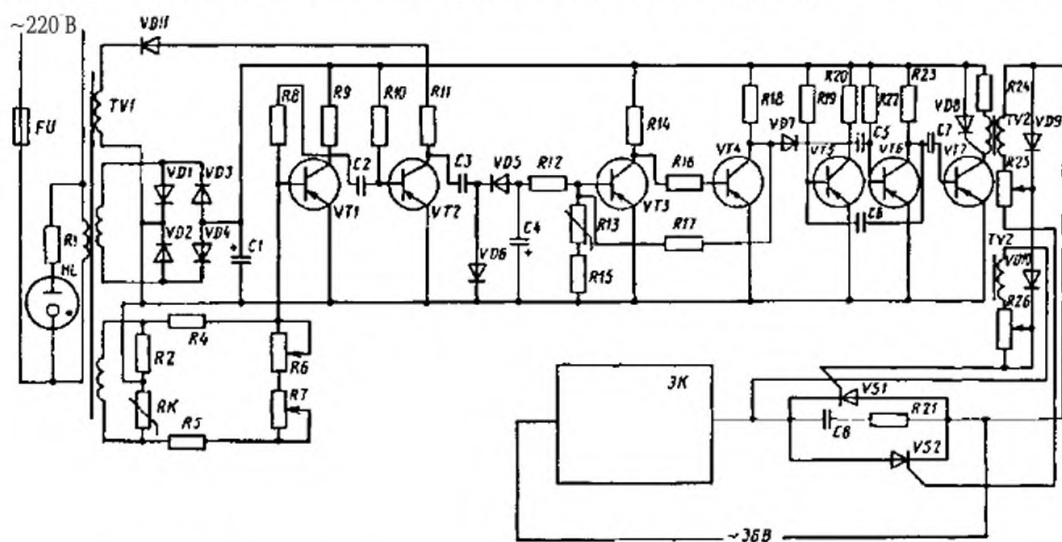 ~220 В
VD11
FU
TV1
R1
HL
VD1
VD3
VD2
VD4
C1
R2
R4
RK
R5
R6
R7
R8
R9
R10
R11
C2
C3
VT1
VT2
VD5
VD6
C4
R12
R13
R15
R14
VT3
R16
R17
VT4
R18
VD7
R19
R20
C5
R22
R23
VT5
VT6
C6
C7
VD8
VT7
R24
TV2
VD9
R25
TV2
VD10
R26
ЭК
VS1
C8
R21
VS2
~36В